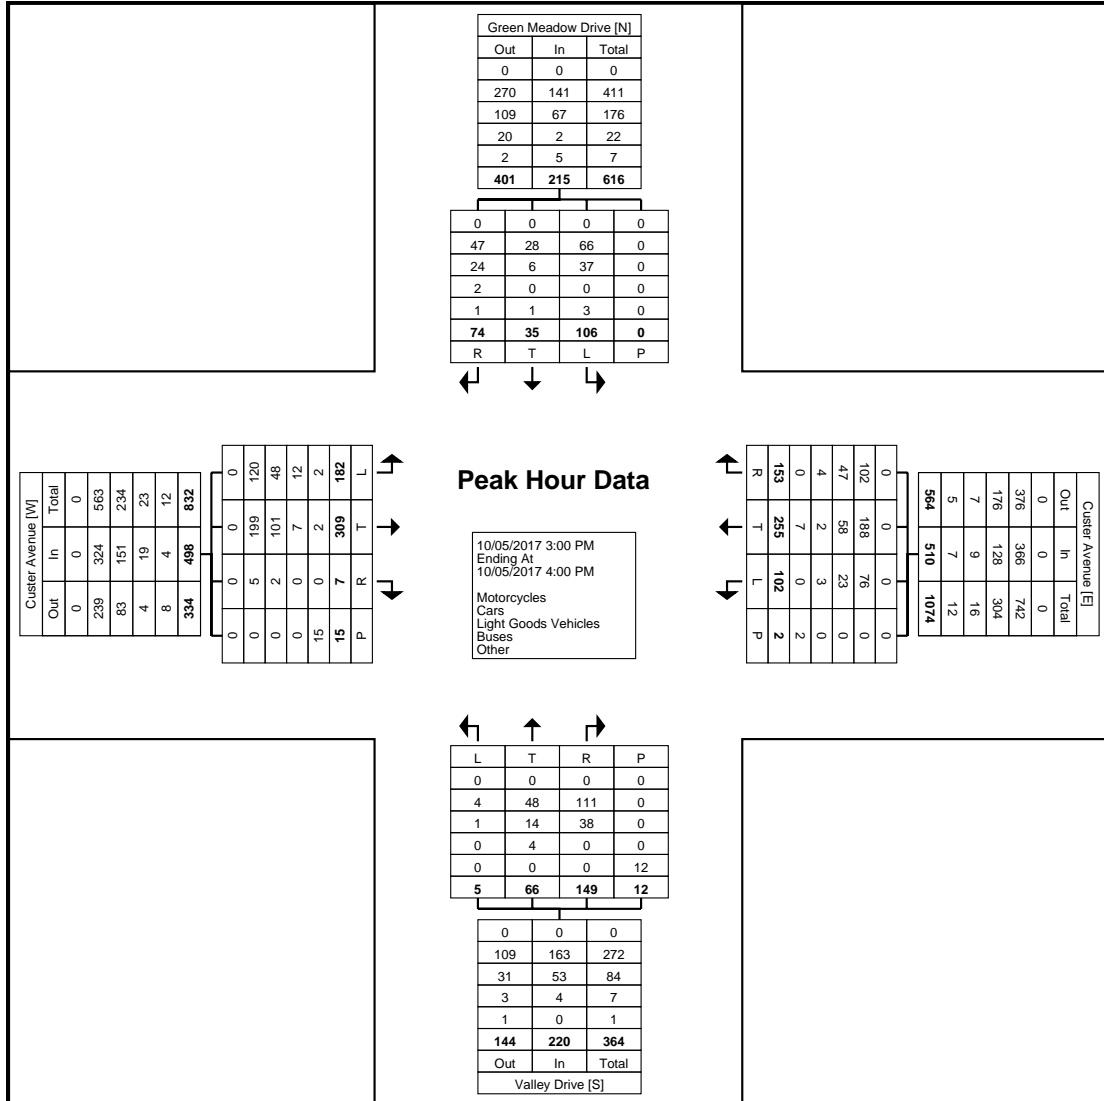 Green Meadow Drive [N]
Out In Total
0 0 0
270 141 411
109 67 176
20 2 22
2 5 7
401 215 616
0 0 0 0
47 28 66 0
24 6 37 0
2 0 0 0
1 1 3 0
74 35 106 0
R T L P
Custer Avenue [W]
Out In Total
0 0 0
239 324 563
83 151 234
4 19 23
8 4 12
334 498 832
0 0 0 0
120 199 5 0
48 101 2 0
12 7 0 0
2 2 0 15
182 309 7 15
L T R P
Peak Hour Data
10/05/2017 3:00 PM
Ending At
10/05/2017 4:00 PM
Motorcycles
Cars
Light Goods Vehicles
Buses
Other
Custer Avenue [E]
Out In Total
0 0 0
376 366 742
176 128 304
7 9 16
5 7 12
564 510 1074
0 0 0 0
102 188 76 0
47 58 23 0
4 2 3 0
0 7 0 2
153 255 102 2
R T L P
L T R P
0 0 0 0
4 48 111 0
1 14 38 0
0 4 0 0
0 0 0 12
5 66 149 12
0 0 0
109 163 272
31 53 84
3 4 7
1 0 1
144 220 364
Out In Total
Valley Drive [S]